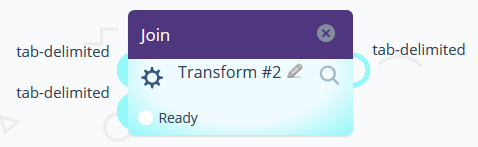 Join
tab-delimited
tab-delimited
Transform #2
tab-delimited
Ready